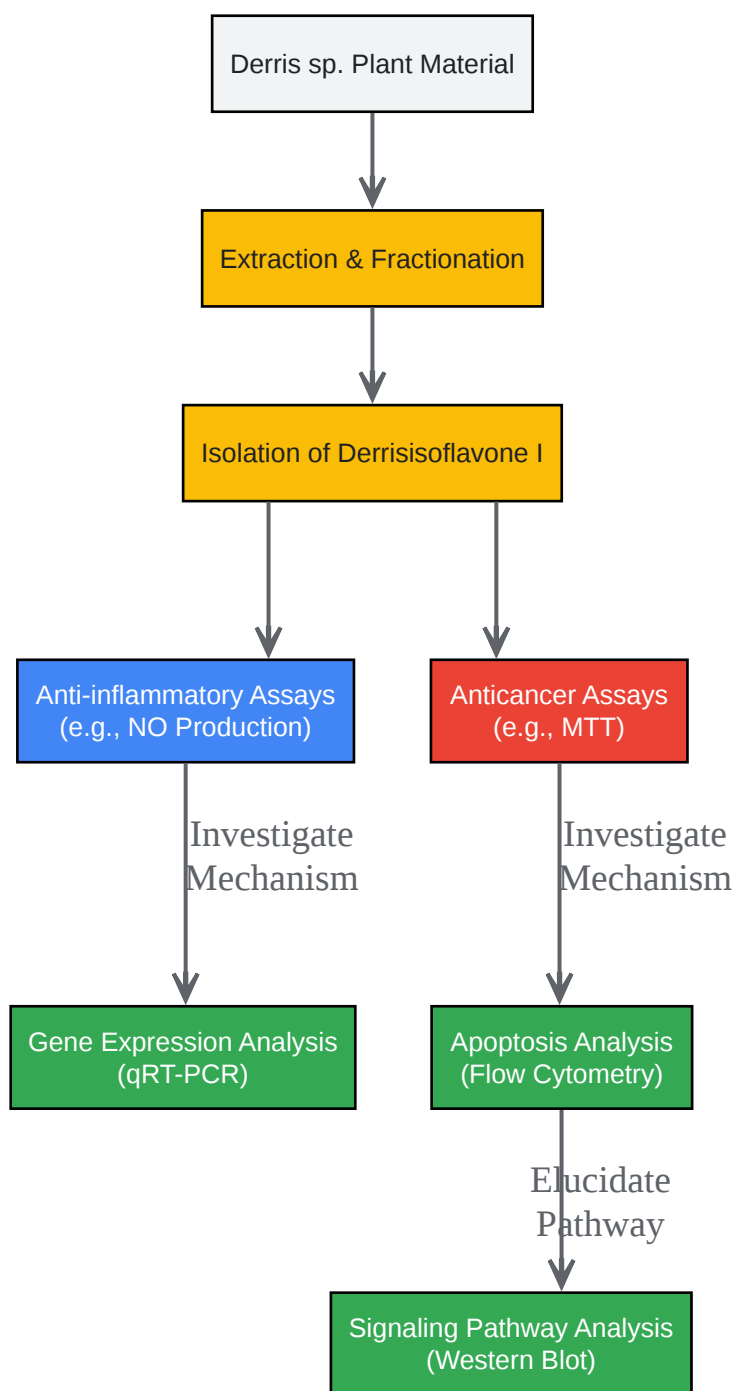 Derris sp. Plant Material
Extraction & Fractionation
Isolation of Derrisisoflavone I
Anti-inflammatory Assays
(e.g., NO Production)
Anticancer Assays
(e.g., MTT)
Investigate
Mechanism
Investigate
Mechanism
Gene Expression Analysis
(qRT-PCR)
Apoptosis Analysis
(Flow Cytometry)
Elucidate
Pathway
Signaling Pathway Analysis
(Western Blot)